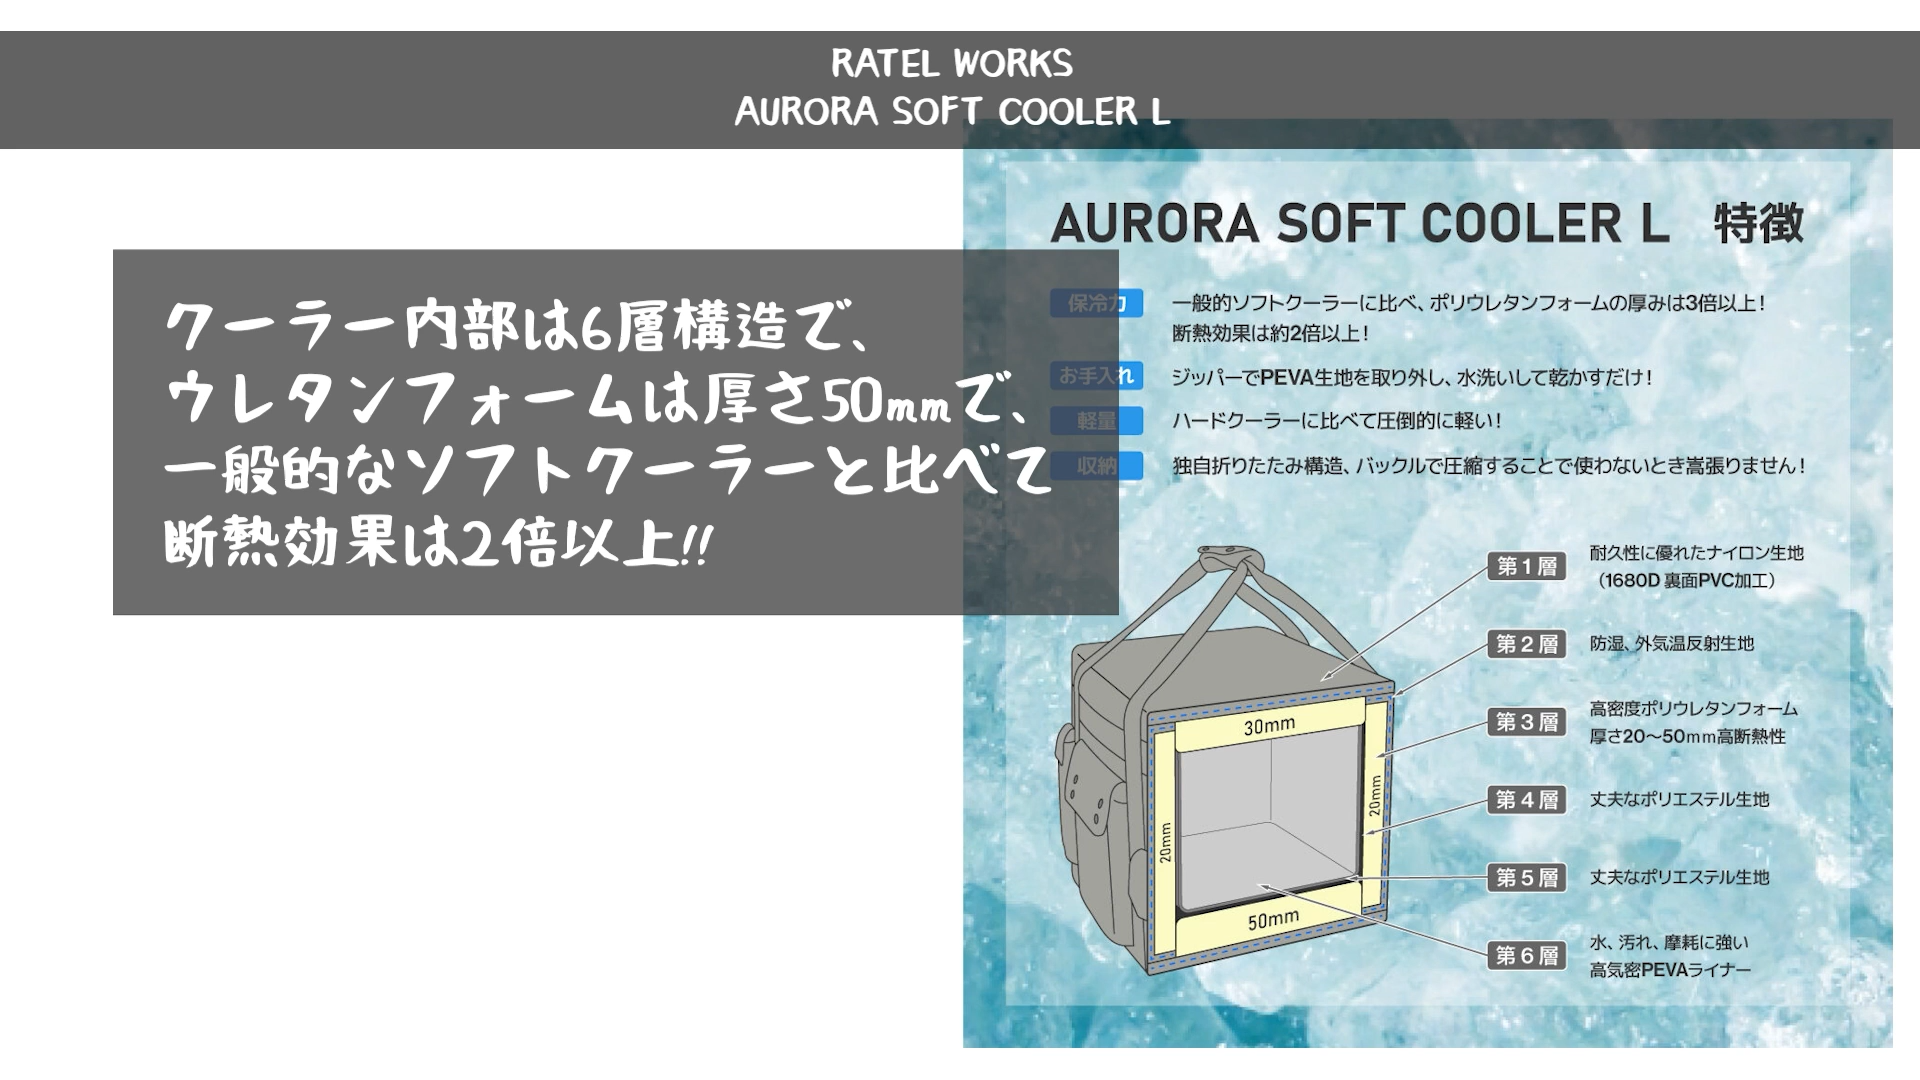 RATEL WORKS
AURORA SOFT COOLER L
クーラー内部は6層構造で、
ウレタンフォームは厚さ50mmで、
一般的なソフトクーラーと比べて
断熱効果は2倍以上!!
AURORA SOFT COOLER L 特徴
保冷力 一般的ソフトクーラーに比べ、ポリウレタンフォームの厚みは3倍以上!
断熱効果は約2倍以上!
お手入れ ジッパーでPEVA生地を取り外し、水洗いして乾かすだけ!
軽量 ハードクーラーに比べて圧倒的に軽い!
収納 独自折りたたみ構造、バックルで圧縮することで使わないとき嵩張りません!
第1層 耐久性に優れたナイロン生地
(1680D 裏面PVC加工)
第2層 防湿、外気温反射生地
第3層 高密度ポリウレタンフォーム
厚さ20～50mm高断熱性
第4層 丈夫なポリエステル生地
第5層 丈夫なポリエステル生地
第6層 水、汚れ、摩耗に強い
高気密PEVAライナー
30mm
20mm
20mm
50mm